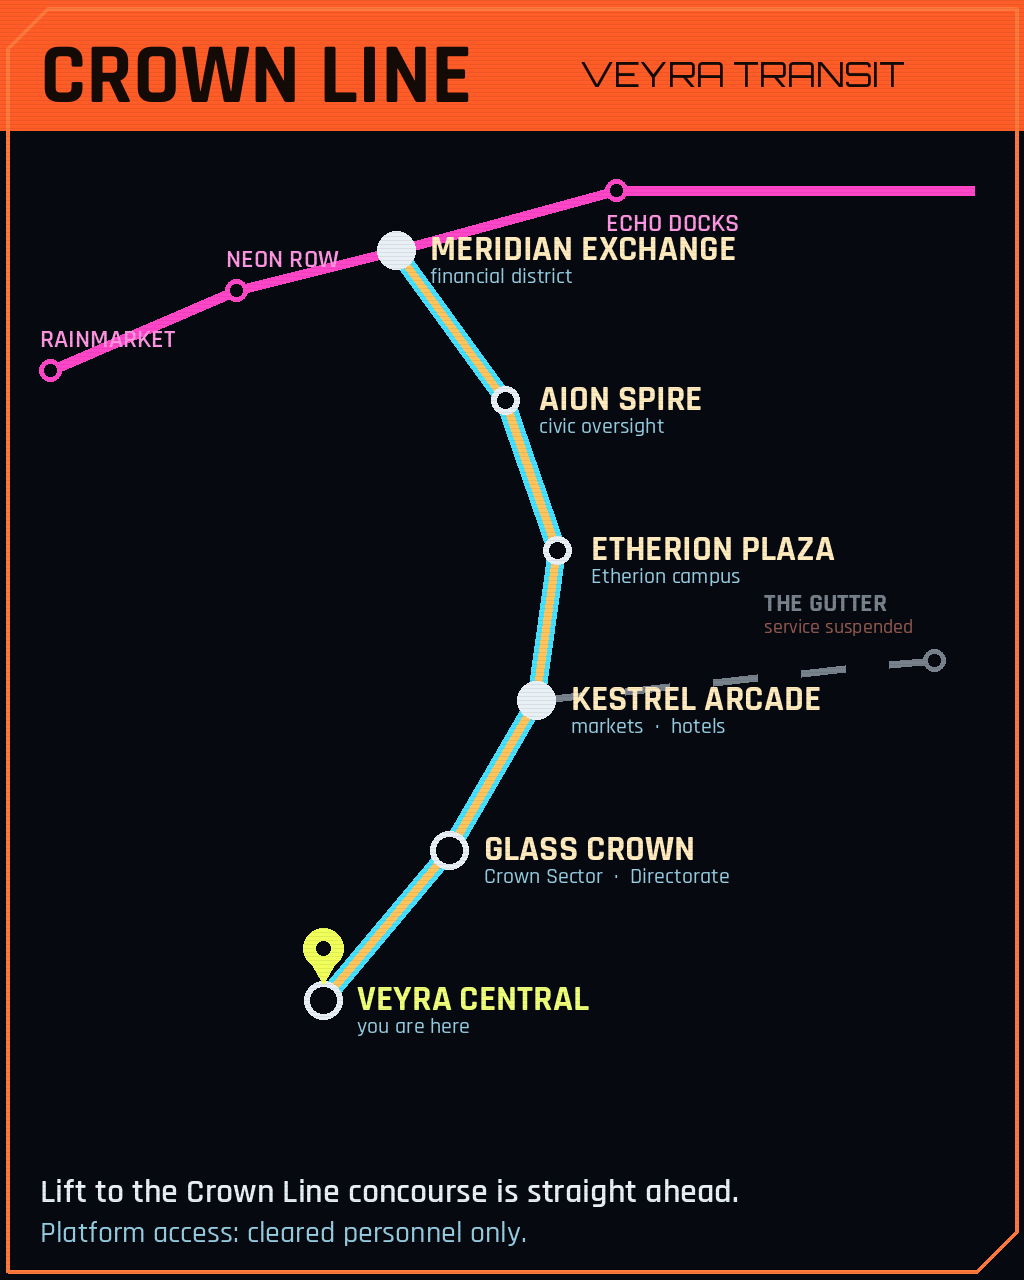 CROWN LINE
VEYRA TRANSIT
ECHO DOCKS
MERIDIAN EXCHANGE
financial district
NEON ROW
RAINMARKET
AION SPIRE
civic oversight
ETHERION PLAZA
Etherion campus
THE GUTTER
service suspended
KESTREL ARCADE
markets · hotels
GLASS CROWN
Crown Sector · Directorate
VEYRA CENTRAL
you are here
Lift to the Crown Line concourse is straight ahead.
Platform access: cleared personnel only.